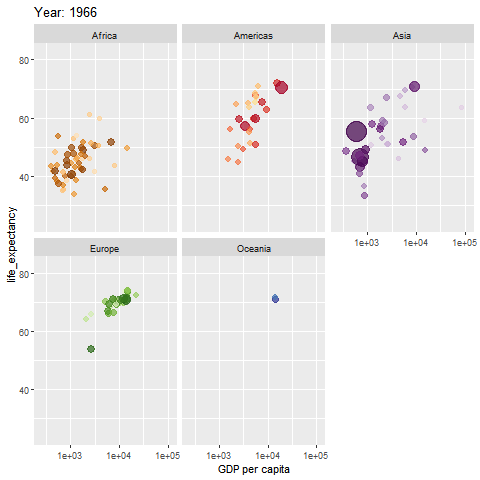 Year: 1966
Africa
Americas
Asia
80
60
40
1e+03 1e+04 1e+05
life_expectancy
Europe
Oceania
80
60
40
1e+03 1e+04 1e+05
1e+03 1e+04 1e+05
GDP per capita